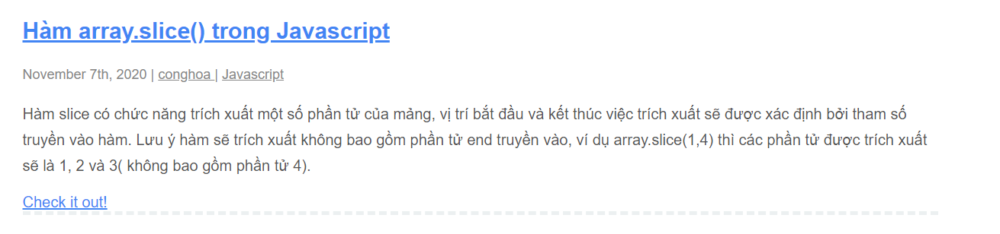 Hàm array.slice() trong Javascript
November 7th, 2020 | conghoa | Javascript
Hàm slice có chức năng trích xuất một số phần tử của mảng, vị trí bắt đầu và kết thúc việc trích xuất sẽ được xác định bởi tham số
truyền vào hàm. Lưu ý hàm sẽ trích xuất không bao gồm phần tử end truyền vào, ví dụ array.slice(1,4) thì các phần tử được trích xuất
sẽ là 1, 2 và 3( không bao gồm phần tử 4).
Check it out!